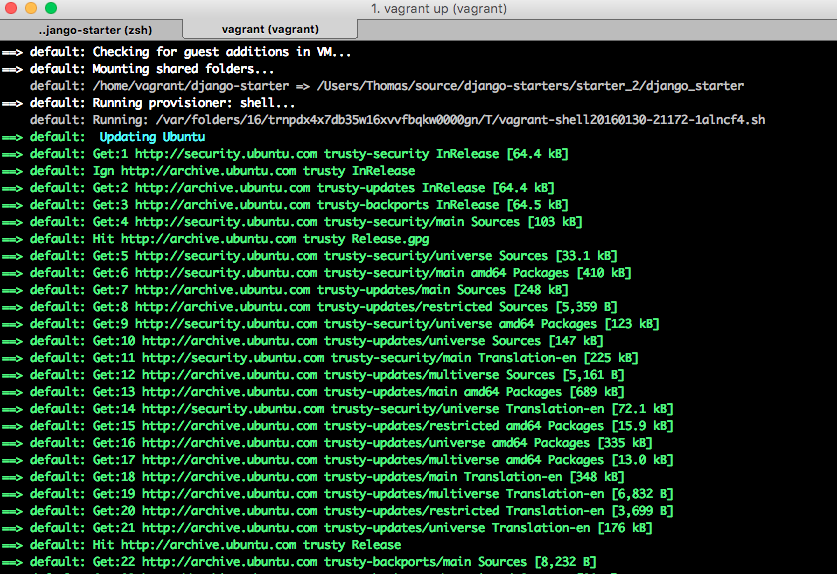 1. vagrant up (vagrant)
..jango-starter (zsh)
vagrant (vagrant)
==> default: Checking for guest additions in VM...
==> default: Mounting shared folders...
default: /home/vagrant/django-starter => /Users/Thomas/source/django-starters/starter_2/django_starter
==> default: Running provisioner: shell...
default: Running: /var/folders/16/trnpdx4x7db35w16xvvfbqkw0000gn/T/vagrant-shell20160130-21172-1alncf4.sh
==> default:  Updating Ubuntu
==> default: Get:1 http://security.ubuntu.com trusty-security InRelease [64.4 kB]
==> default: Ign http://archive.ubuntu.com trusty InRelease
==> default: Get:2 http://archive.ubuntu.com trusty-updates InRelease [64.4 kB]
==> default: Get:3 http://archive.ubuntu.com trusty-backports InRelease [64.5 kB]
==> default: Get:4 http://security.ubuntu.com trusty-security/main Sources [103 kB]
==> default: Hit http://archive.ubuntu.com trusty Release.gpg
==> default: Get:5 http://security.ubuntu.com trusty-security/universe Sources [33.1 kB]
==> default: Get:6 http://security.ubuntu.com trusty-security/main amd64 Packages [410 kB]
==> default: Get:7 http://archive.ubuntu.com trusty-updates/main Sources [248 kB]
==> default: Get:8 http://archive.ubuntu.com trusty-updates/restricted Sources [5,359 B]
==> default: Get:9 http://security.ubuntu.com trusty-security/universe amd64 Packages [123 kB]
==> default: Get:10 http://archive.ubuntu.com trusty-updates/universe Sources [147 kB]
==> default: Get:11 http://security.ubuntu.com trusty-security/main Translation-en [225 kB]
==> default: Get:12 http://archive.ubuntu.com trusty-updates/multiverse Sources [5,161 B]
==> default: Get:13 http://archive.ubuntu.com trusty-updates/main amd64 Packages [689 kB]
==> default: Get:14 http://security.ubuntu.com trusty-security/universe Translation-en [72.1 kB]
==> default: Get:15 http://archive.ubuntu.com trusty-updates/restricted amd64 Packages [15.9 kB]
==> default: Get:16 http://archive.ubuntu.com trusty-updates/universe amd64 Packages [335 kB]
==> default: Get:17 http://archive.ubuntu.com trusty-updates/multiverse amd64 Packages [13.0 kB]
==> default: Get:18 http://archive.ubuntu.com trusty-updates/main Translation-en [348 kB]
==> default: Get:19 http://archive.ubuntu.com trusty-updates/multiverse Translation-en [6,832 B]
==> default: Get:20 http://archive.ubuntu.com trusty-updates/restricted Translation-en [3,699 B]
==> default: Get:21 http://archive.ubuntu.com trusty-updates/universe Translation-en [176 kB]
==> default: Hit http://archive.ubuntu.com trusty Release
==> default: Get:22 http://archive.ubuntu.com trusty-backports/main Sources [8,232 B]